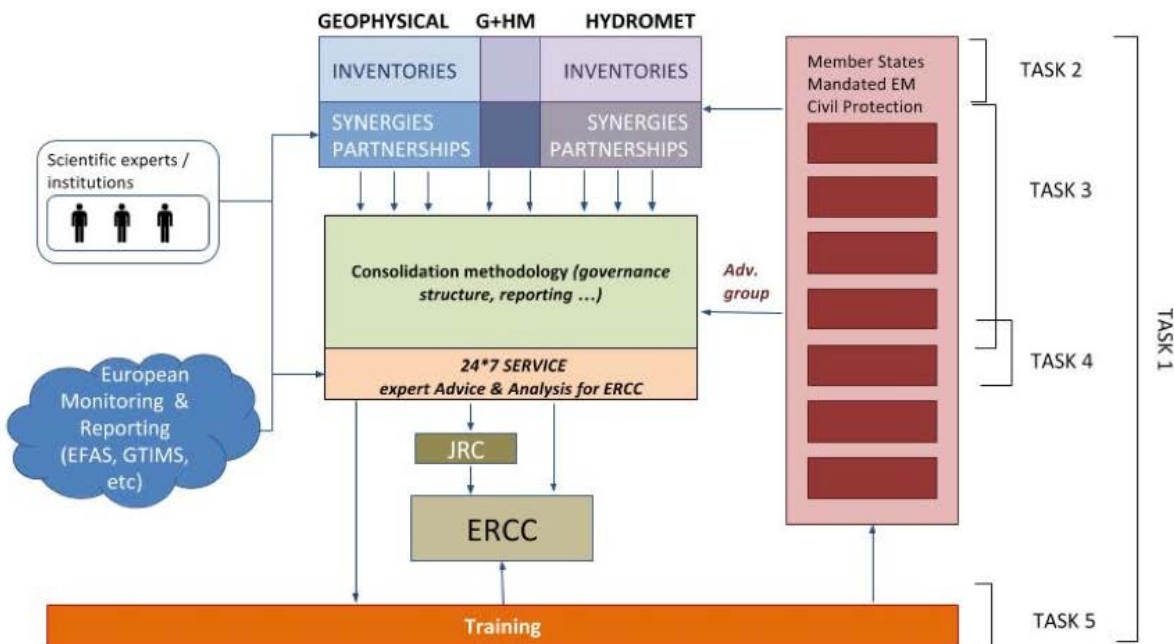 GEOPHYSICAL G+HM HYDROMET
INVENTORIES
INVENTORIES
SYNERGIES
PARTNERSHIPS
SYNERGIES
PARTNERSHIPS
Member States
Mandated EM
Civil Protection
TASK 2
TASK 3
TASK 4
TASK 1
TASK 5
Scientific experts /
institutions
Consolidation methodology (governance
structure, reporting ...)
Adv.
group
24*7 SERVICE
expert Advice & Analysis for ERCC
European
Monitoring &
Reporting
(EFAS, GTIMS,
etc)
JRC
ERCC
Training